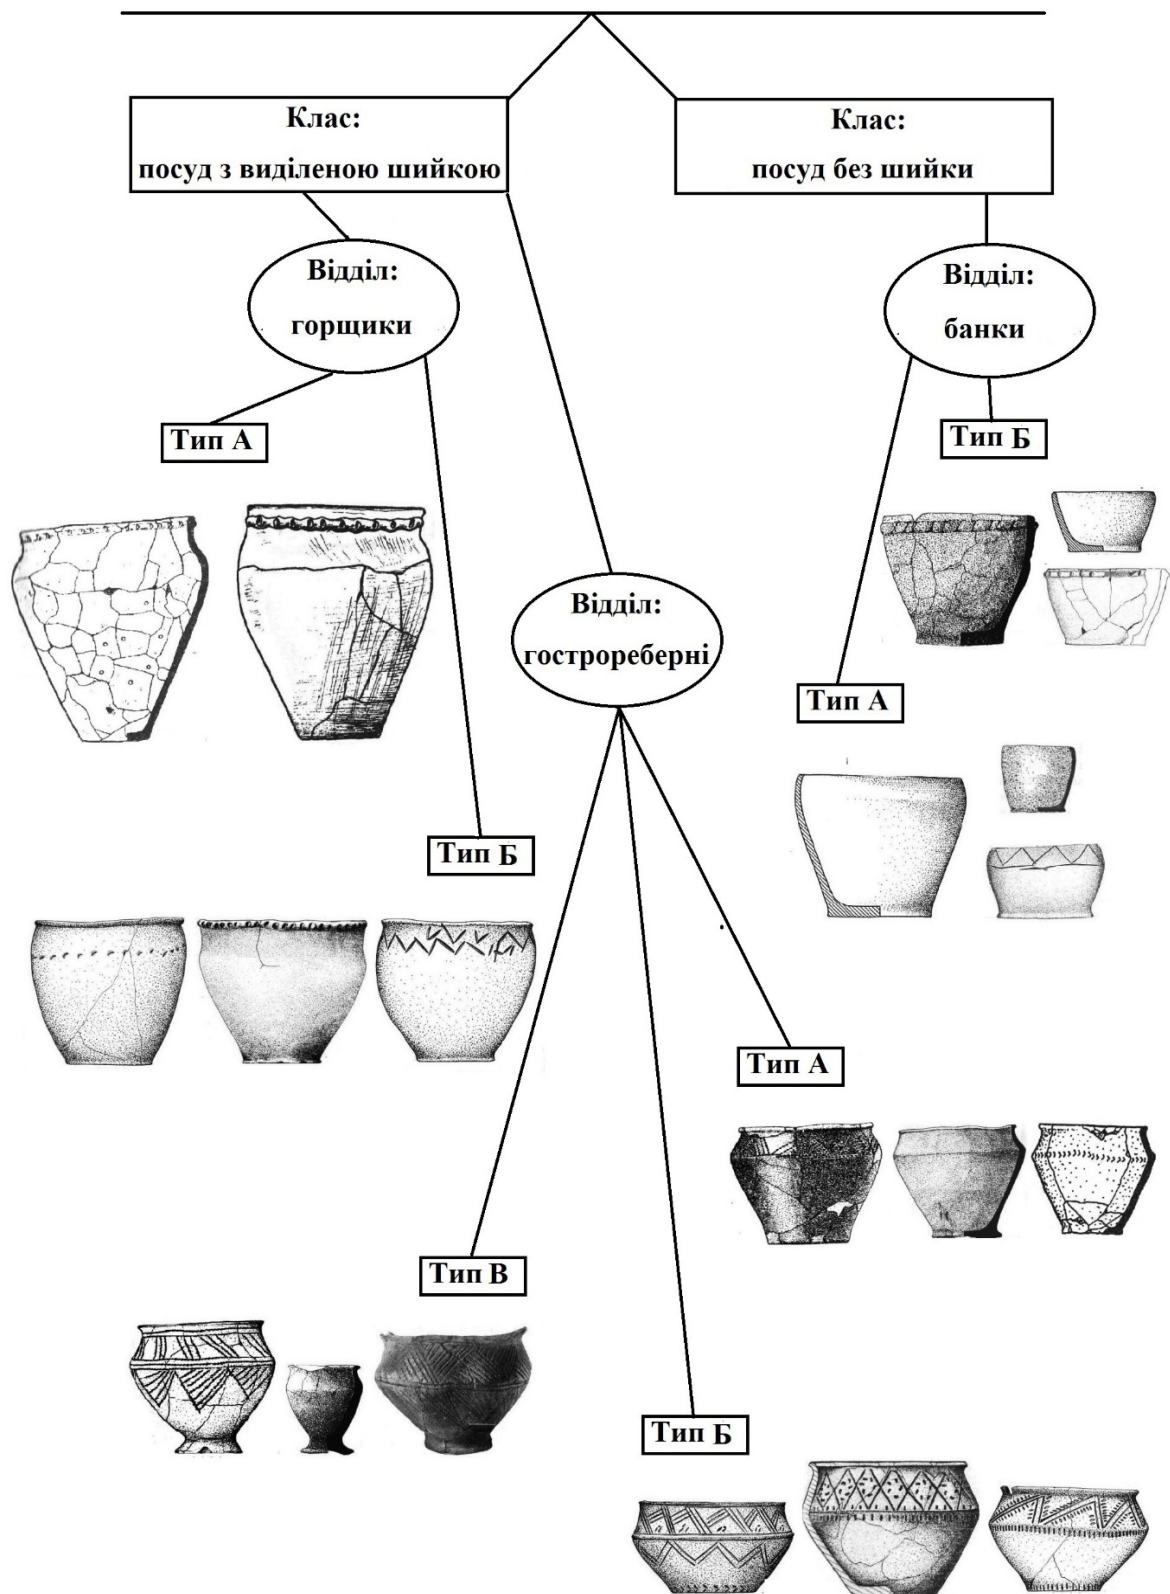 Клас:
посуд з виділеною шийкою
Клас:
посуд без шийки
Відділ:
горщики
Відділ:
банки
Тип А
Тип Б
Відділ:
гострореберні
Тип А
Тип Б
Тип А
Тип В
Тип Б